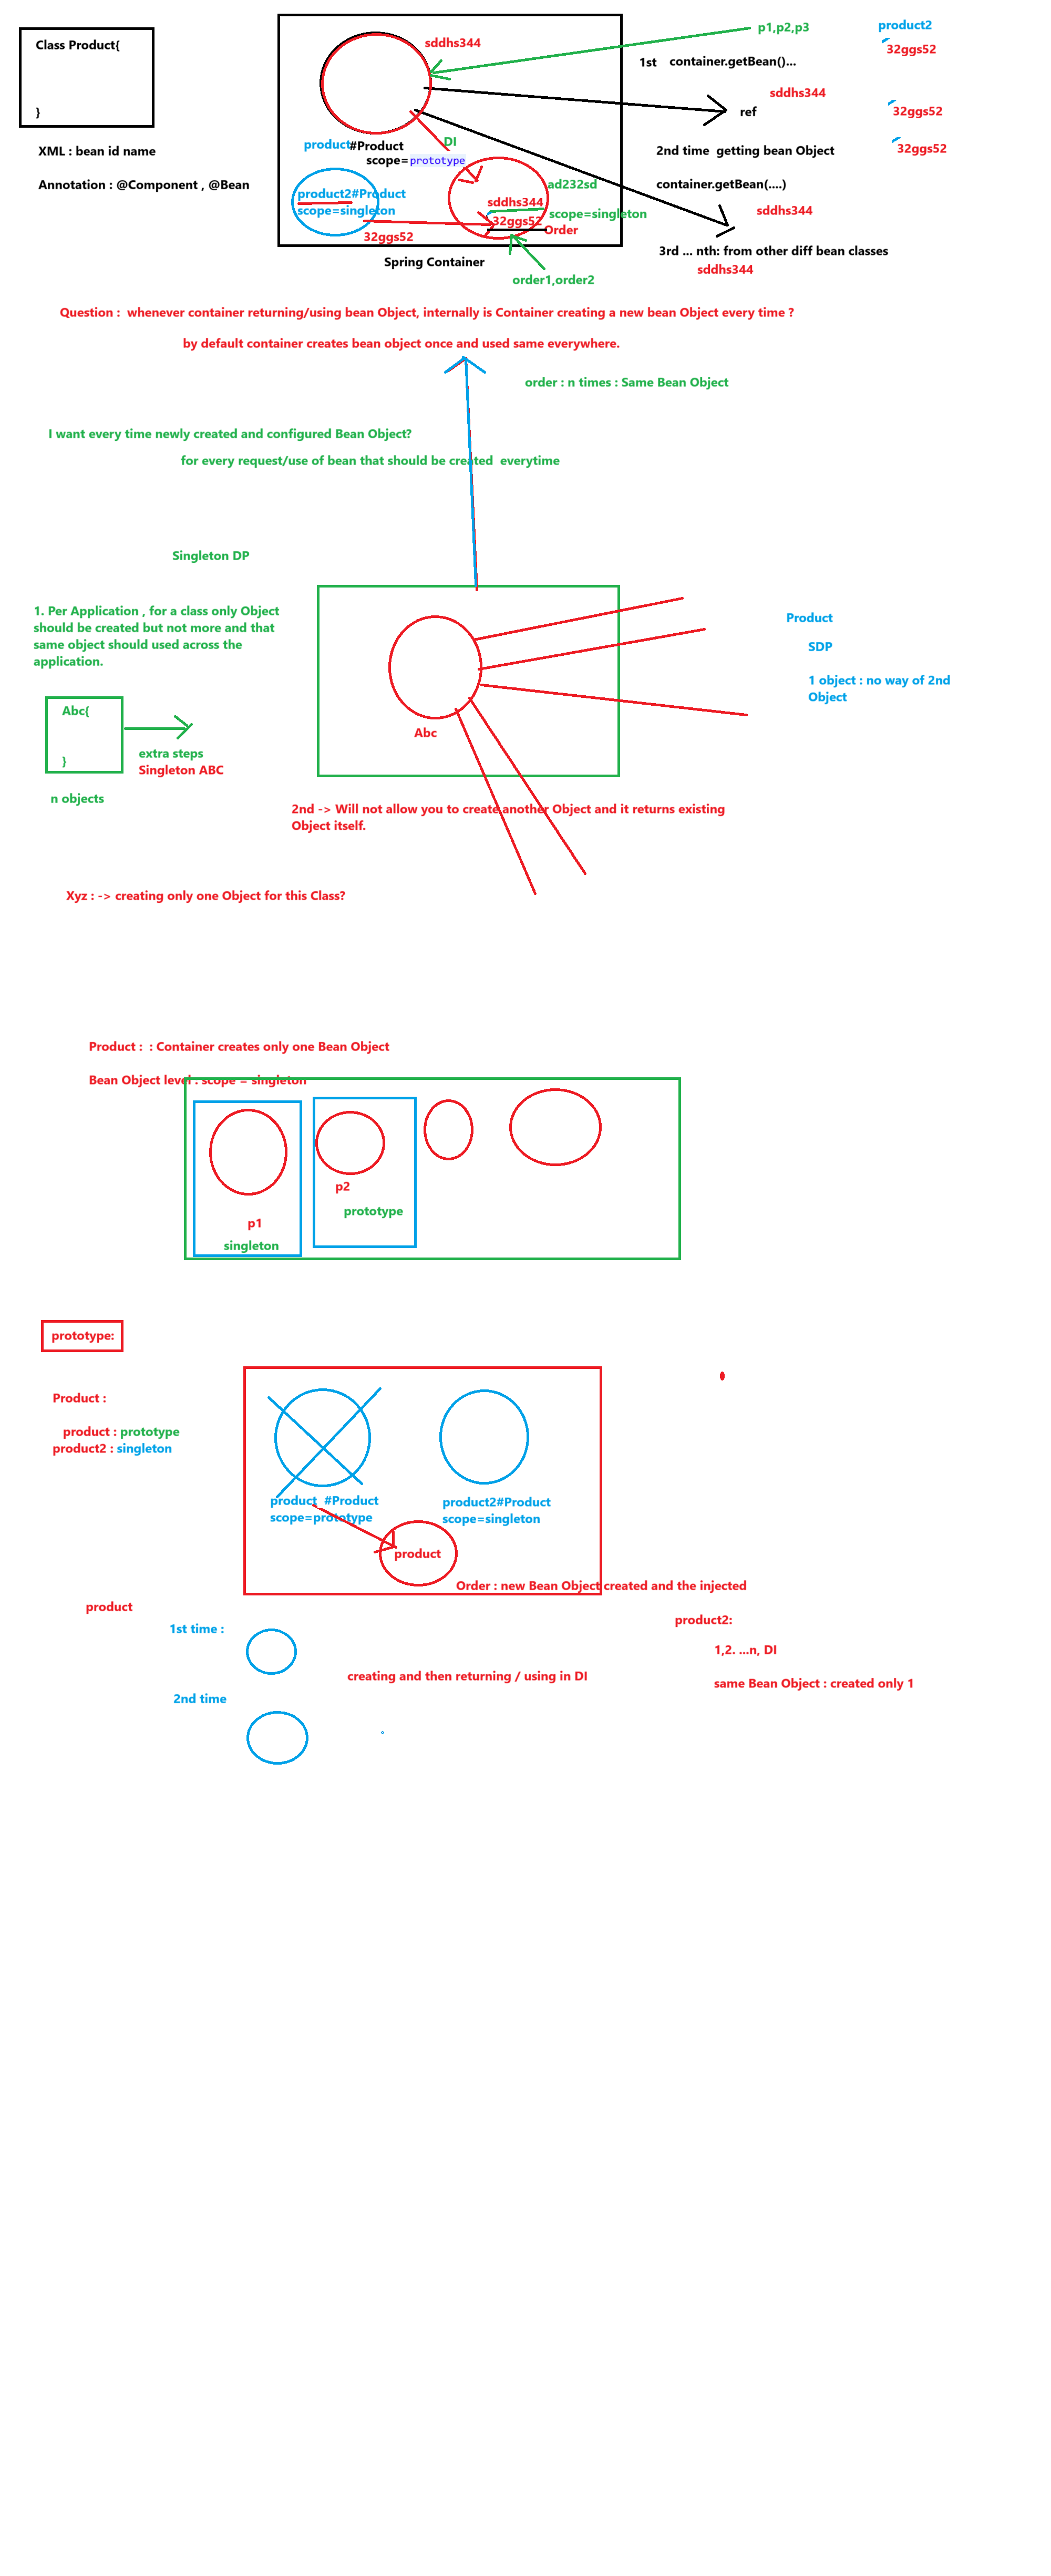 Class Product{
}
XML : bean id name
Annotation : @Component , @Bean
sddhs344
product#Product
scope=prototype
DI
product2#Product
scope=singleton
32ggs52
ad232sd
sddhs344
32ggs52
scope=singleton
Order
Spring Container
order1,order2
p1,p2,p3
product2
32ggs52
1st container.getBean()...
sddhs344
ref
32ggs52
2nd time getting bean Object
32ggs52
container.getBean(....)
sddhs344
3rd ... nth: from other diff bean classes
sddhs344
Question : whenever container returning/using bean Object, internally is Container creating a new bean Object every time ?
by default container creates bean object once and used same everywhere.
order : n times : Same Bean Object
I want every time newly created and configured Bean Object?
for every request/use of bean that should be created everytime
Singleton DP
1. Per Application , for a class only Object
should be created but not more and that
same object should used across the
application.
Abc{
}
extra steps
Singleton ABC
n objects
Abc
Product
SDP
1 object : no way of 2nd
Object
2nd -> Will not allow you to create another Object and it returns existing
Object itself.
Xyz : -> creating only one Object for this Class?
Product : : Container creates only one Bean Object
Bean Object level : scope = singleton
p1
singleton
p2
prototype
prototype:
Product :
product : prototype
product2 : singleton
product #Product
scope=prototype
product2#Product
scope=singleton
product
Order : new Bean Object created and the injected
product
1st time :
2nd time
creating and then returning / using in DI
product2:
1,2. ...n, DI
same Bean Object : created only 1